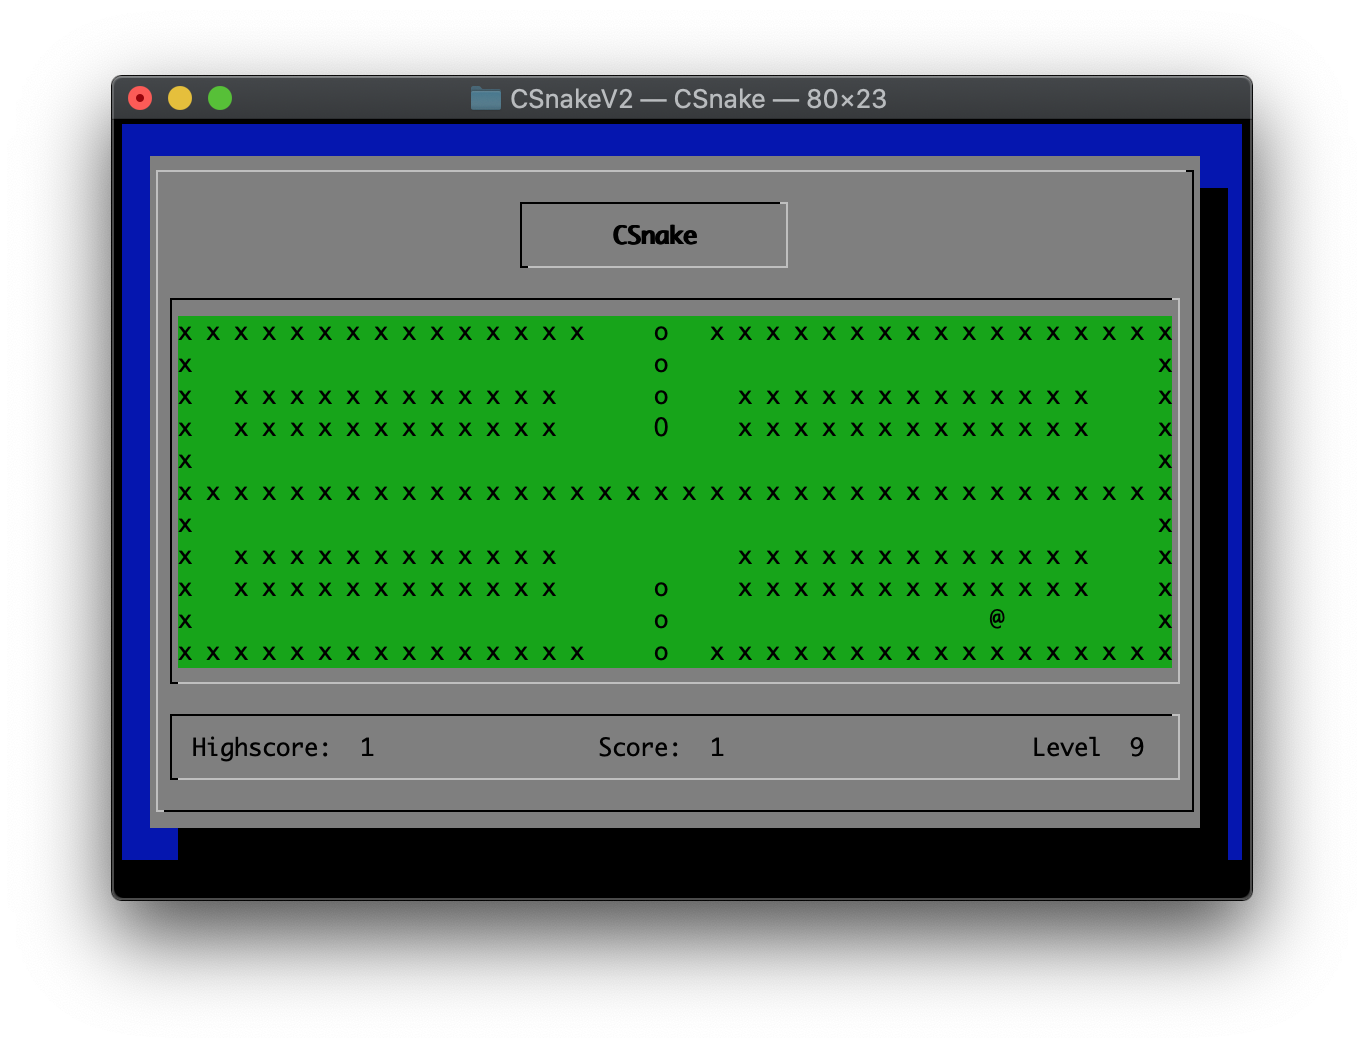 CSnakeV2 — CSnake — 80×23
CSnake
x x x x x x x x x x x x x x x o x x x x x x x x x x x x x x x x x
x o x
x x x x x x x x x x x x x o x x x x x x x x x x x x x x
x x x x x x x x x x x x x O x x x x x x x x x x x x x x
x x
x x x x x x x x x x x x x x x x x x x x x x x x x x x x x x x x x x x x
x x
x x x x x x x x x x x x x x x x x x x x x x x x x x x
x x x x x x x x x x x x x o x x x x x x x x x x x x x x
x o @ x
x x x x x x x x x x x x x x x o x x x x x x x x x x x x x x x x x
Highscore: 1 Score: 1 Level 9